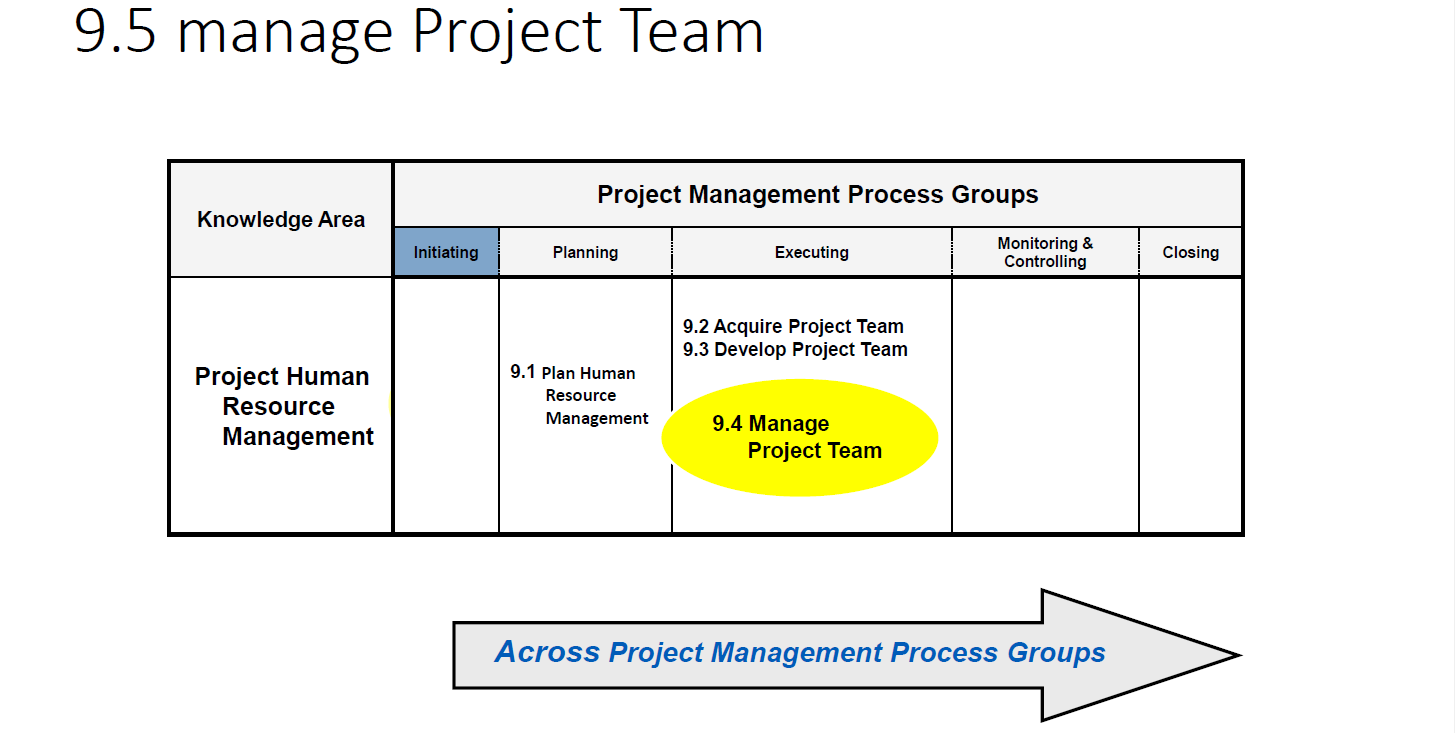 9.5 manage Project Team
Knowledge Area
Project Management Process Groups
Initiating
Planning
Executing
Monitoring &
Controlling
Closing
Project Human
Resource
Management
9.1 Plan Human
Resource
Management
9.2 Acquire Project Team
9.3 Develop Project Team
9.4 Manage
Project Team
Across Project Management Process Groups